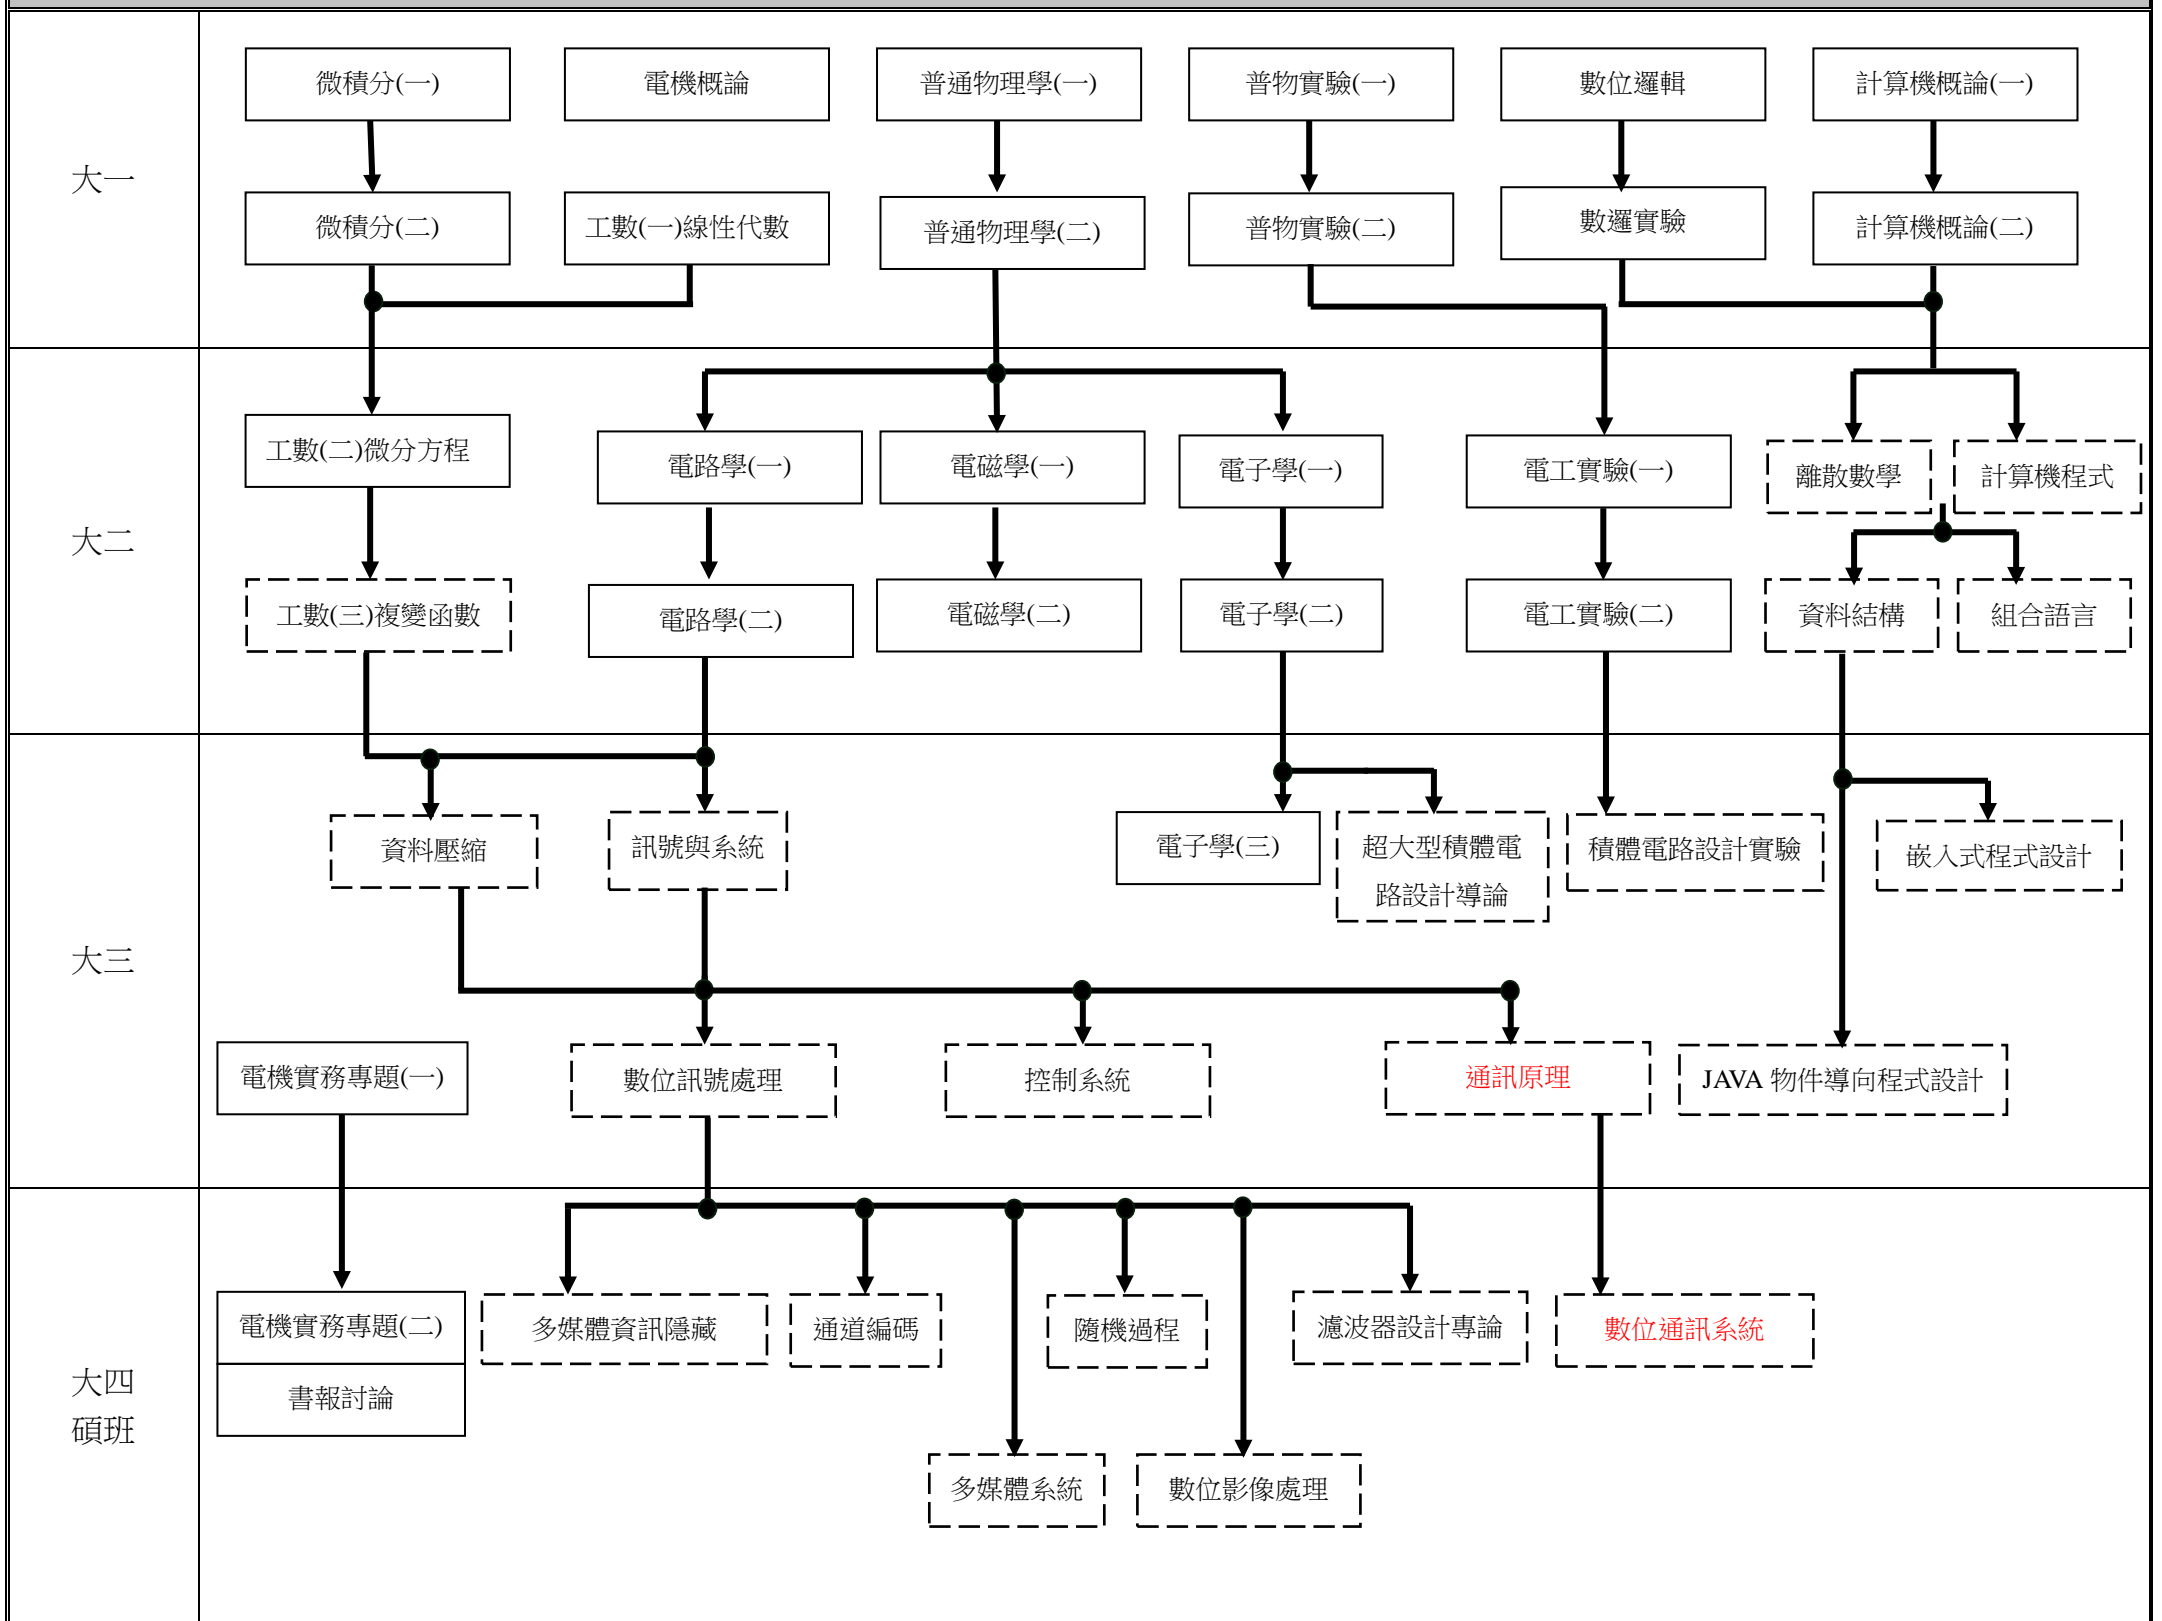 大一
微積分(一)
電機概論
普通物理學(一)
普物實驗(一)
數位邏輯
計算機概論(一)
微積分(二)
工數(一)線性代數
普通物理學(二)
普物實驗(二)
數邏實驗
計算機概論(二)
大二
工數(二)微分方程
電路學(一)
電磁學(一)
電子學(一)
電工實驗(一)
離散數學
計算機程式
工數(三)複變函數
電路學(二)
電磁學(二)
電子學(二)
電工實驗(二)
資料結構
組合語言
大三
資料壓縮
訊號與系統
電子學(三)
超大型積體電
路設計導論
積體電路設計實驗
嵌入式程式設計
電機實務專題(一)
數位訊號處理
控制系統
通訊原理
JAVA 物件導向程式設計
大四
碩班
電機實務專題(二)
書報討論
多媒體資訊隱藏
通道編碼
隨機過程
濾波器設計專論
數位通訊系統
多媒體系統
數位影像處理